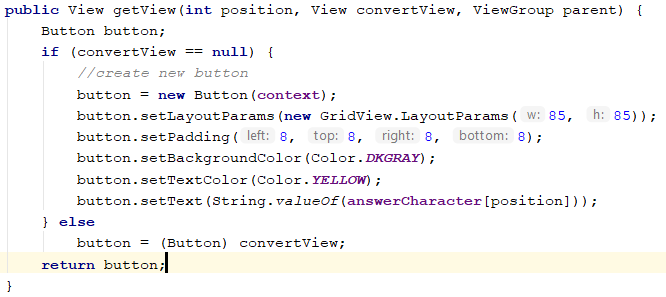 public View getView(int position, View convertView, ViewGroup parent) {
    Button button;
    if (convertView == null) {
        //create new button
        button = new Button(context);
        button.setLayoutParams(new GridView.LayoutParams( w: 85, h: 85));
        button.setPadding( left: 8, top: 8, right: 8, bottom: 8);
        button.setBackgroundColor(Color.DKGRAY);
        button.setTextColor(Color.YELLOW);
        button.setText(String.valueOf(answerCharacter[position]));
    } else
        button = (Button) convertView;
    return button;
}